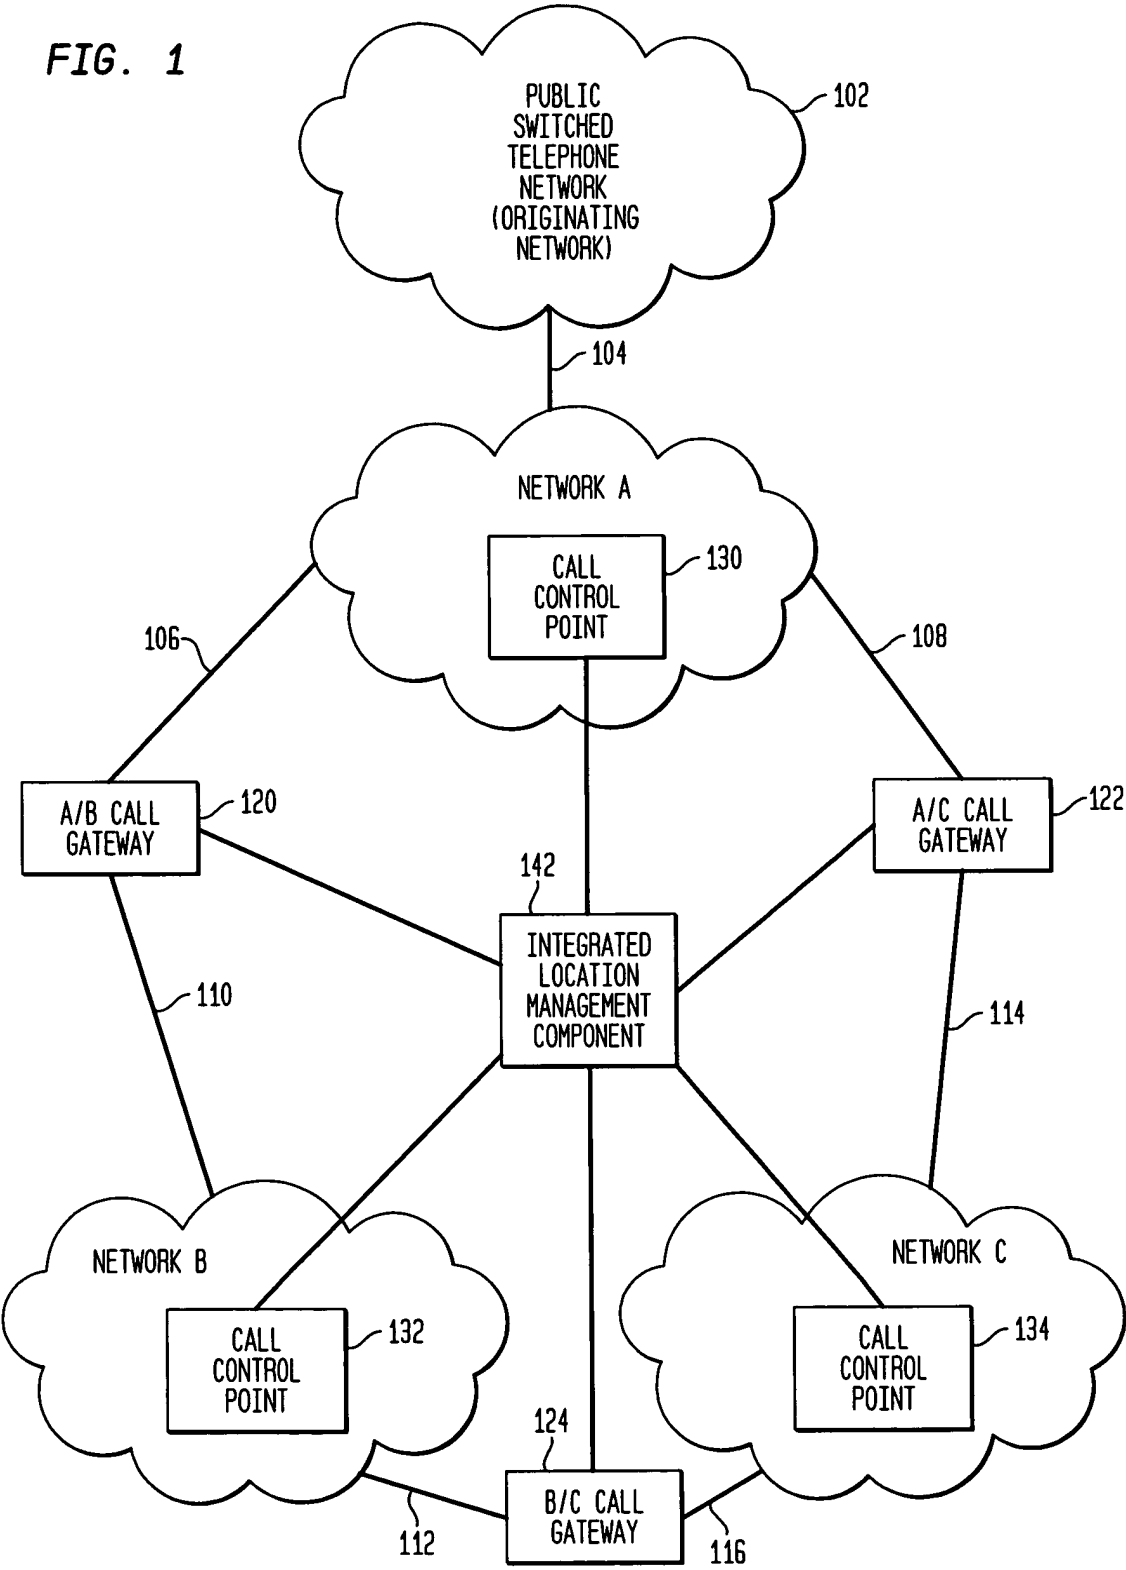 FIG. 1
PUBLIC
SWITCHED
TELEPHONE
NETWORK
(ORIGINATING
NETWORK)
102
104
NETWORK A
CALL
CONTROL
POINT
130
106
108
A/B CALL
GATEWAY
120
A/C CALL
GATEWAY
122
142
INTEGRATED
LOCATION
MANAGEMENT
COMPONENT
110
114
NETWORK B
CALL
CONTROL
POINT
132
NETWORK C
CALL
CONTROL
POINT
134
124
B/C CALL
GATEWAY
112
116